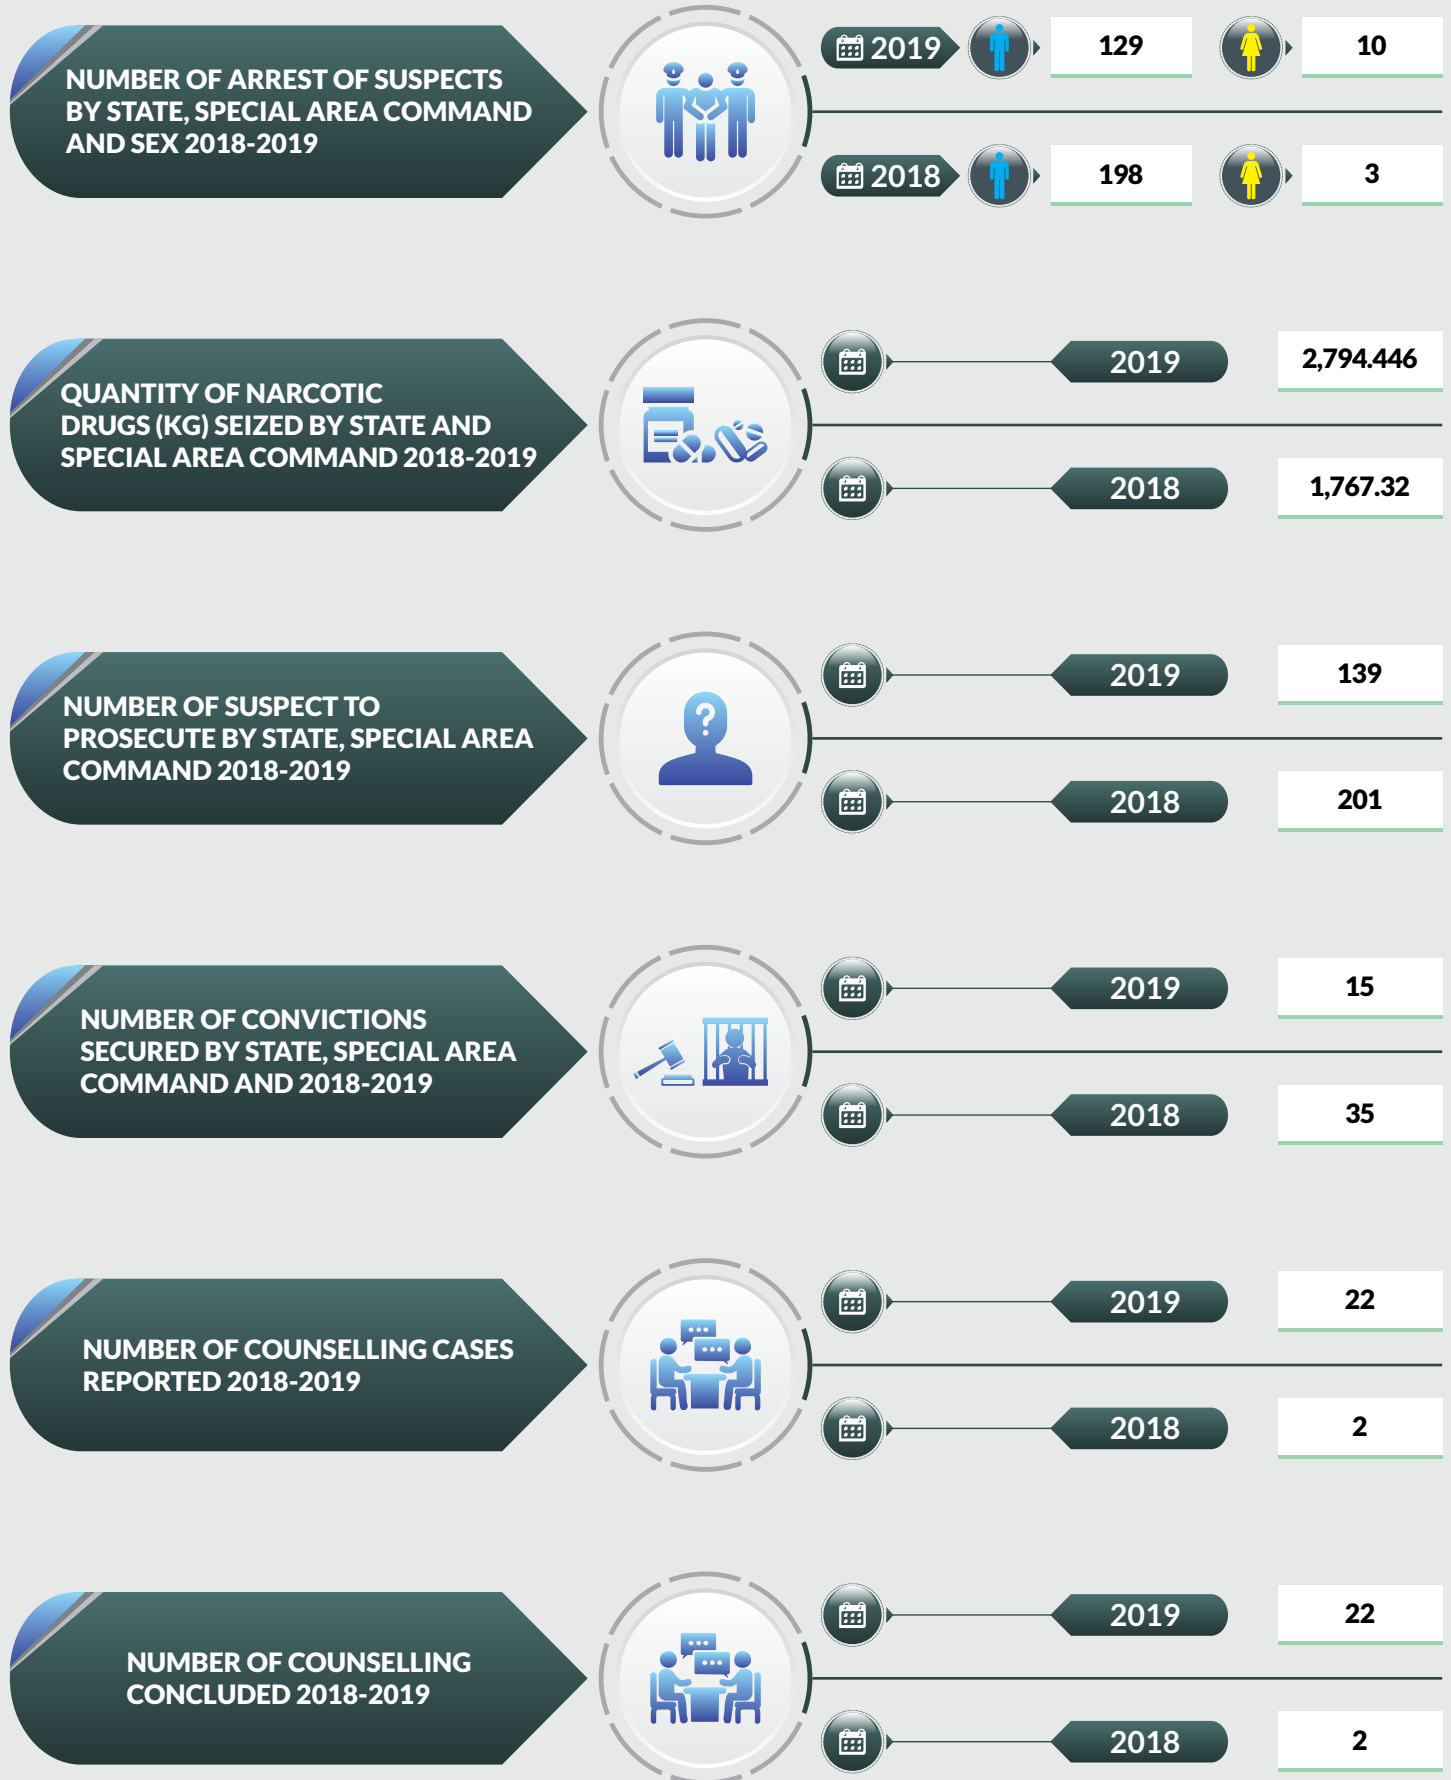 NUMBER OF ARREST OF SUSPECTS
BY STATE, SPECIAL AREA COMMAND
AND SEX 2018-2019
2019 129 10
2018 198 3
QUANTITY OF NARCOTIC
DRUGS (KG) SEIZED BY STATE AND
SPECIAL AREA COMMAND 2018-2019
2019 2,794.446
2018 1,767.32
NUMBER OF SUSPECT TO
PROSECUTE BY STATE, SPECIAL AREA
COMMAND 2018-2019
?
2019 139
2018 201
NUMBER OF CONVICTIONS
SECURED BY STATE, SPECIAL AREA
COMMAND AND 2018-2019
2019 15
2018 35
NUMBER OF COUNSELLING CASES
REPORTED 2018-2019
2019 22
2018 2
NUMBER OF COUNSELLING
CONCLUDED 2018-2019
2019 22
2018 2